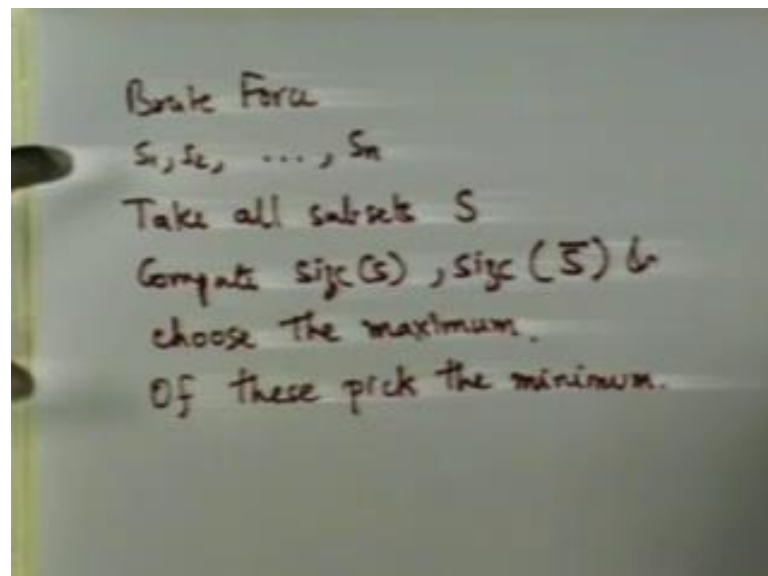 Brute Force
S₁, S₂, ..., Sₙ
Take all subsets S
Compute size(S), size(S̅) &
choose the maximum.
Of these pick the minimum.